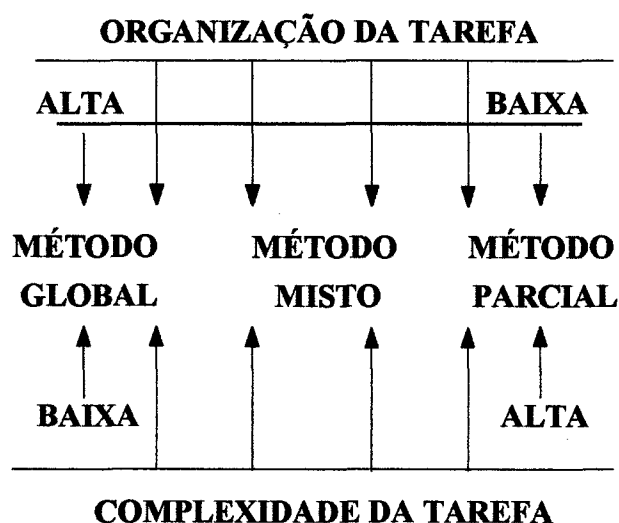 ORGANIZAÇÃO DA TAREFA
ALTA BAIXA
MÉTODO MÉTODO MÉTODO
GLOBAL MISTO PARCIAL
BAIXA ALTA
COMPLEXIDADE DA TAREFA